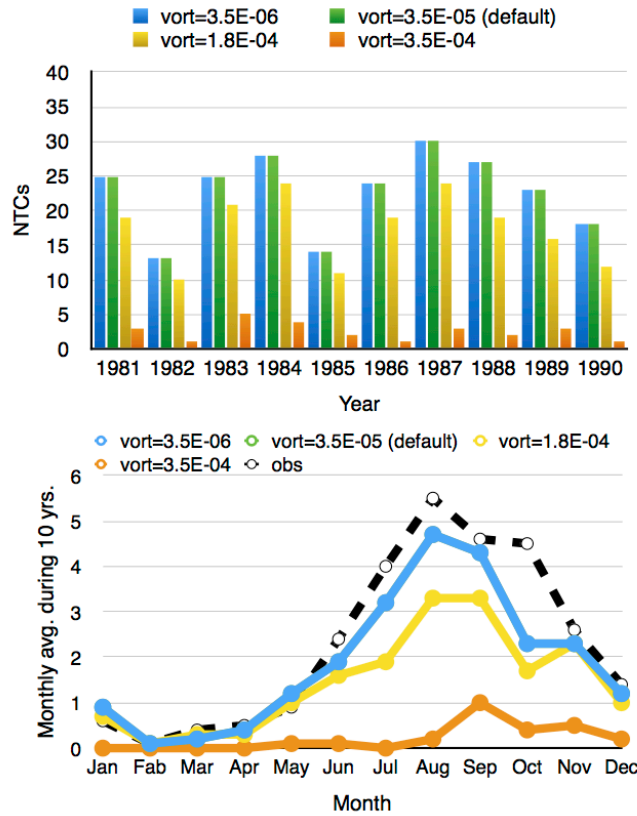 vort=3.5E-06 vort=3.5E-05 (default)
vort=1.8E-04 vort=3.5E-04
40
35
30
25
20
15
10
5
0
NTCs
1981 1982 1983 1984 1985 1986 1987 1988 1989 1990
Year
vort=3.5E-06 vort=3.5E-05 (default) vort=1.8E-04
vort=3.5E-04 obs
6
5
4
3
2
1
0
Monthly avg. during 10 yrs.
Jan Fab Mar Apr May Jun Jul Aug Sep Oct Nov Dec
Month